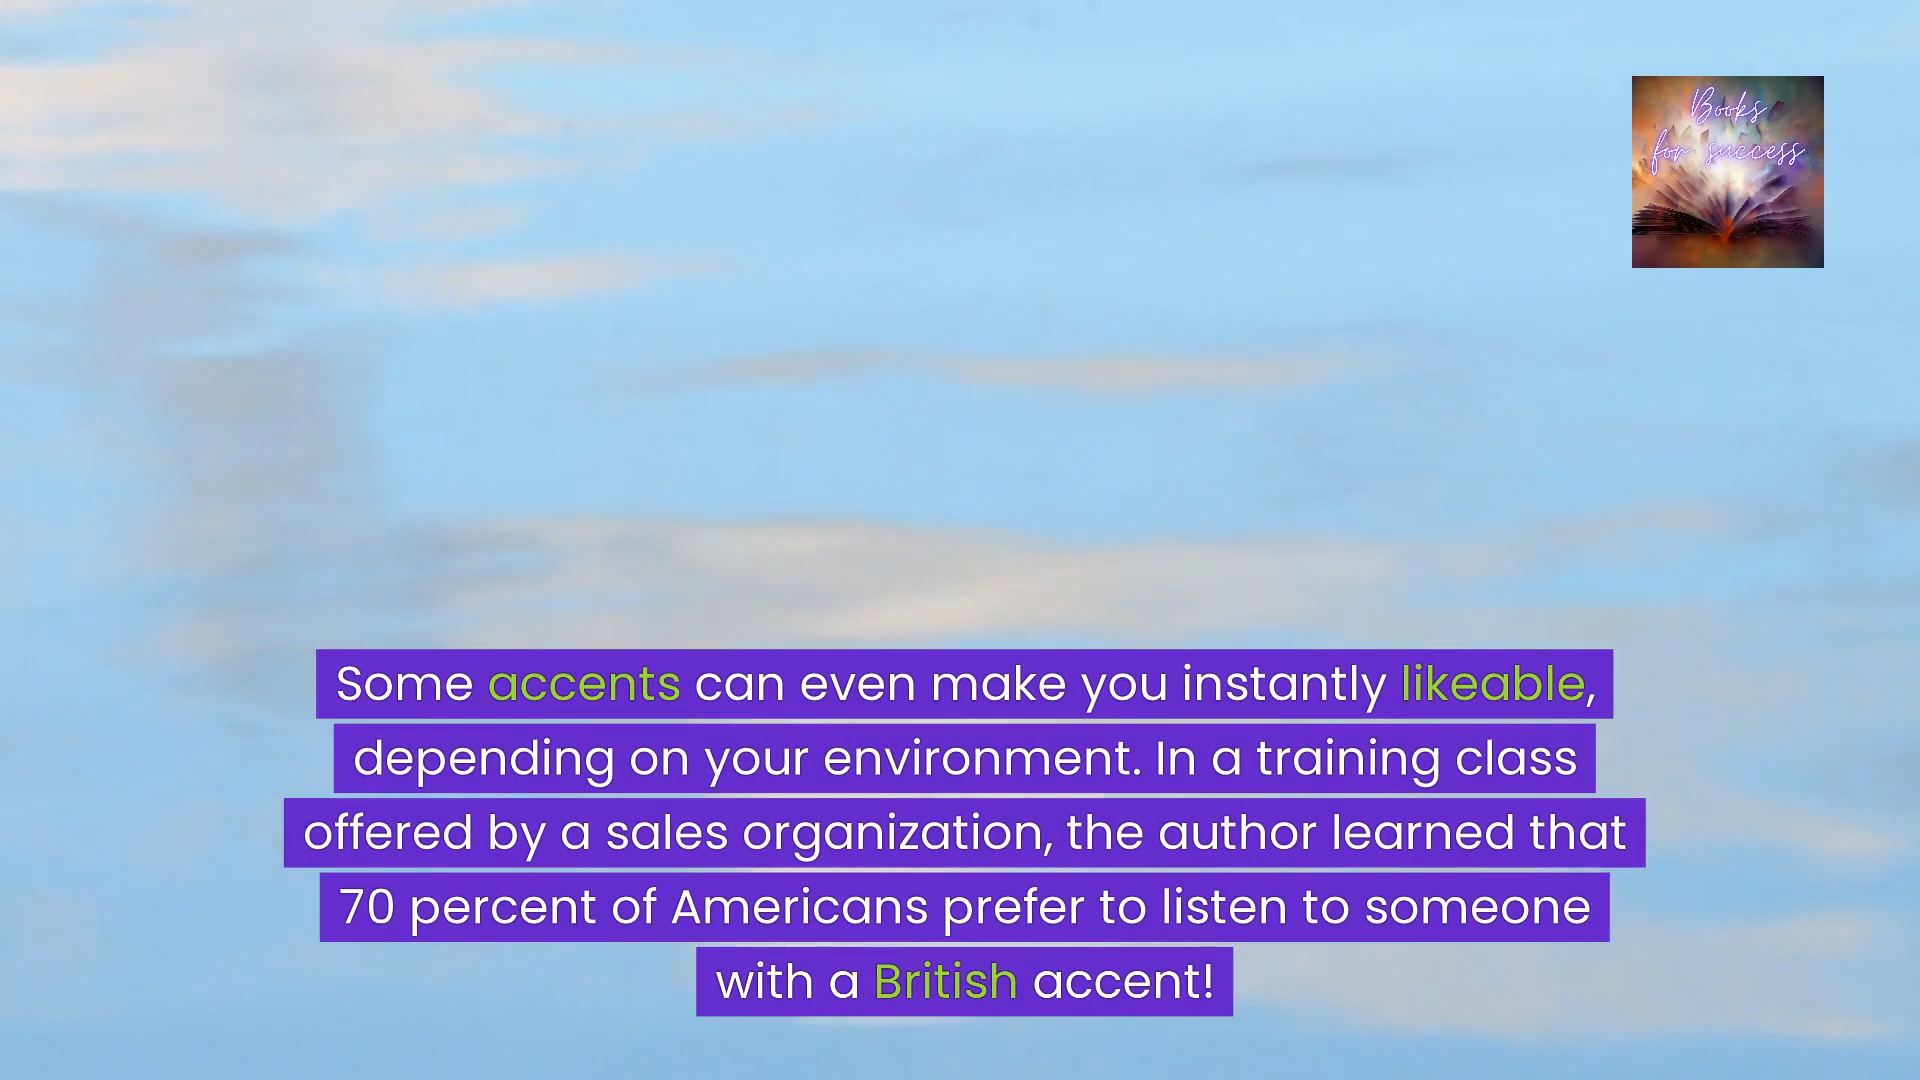 Books
for success
Some accents can even make you instantly likeable,
depending on your environment. In a training class
offered by a sales organization, the author learned that
70 percent of Americans prefer to listen to someone
with a British accent!